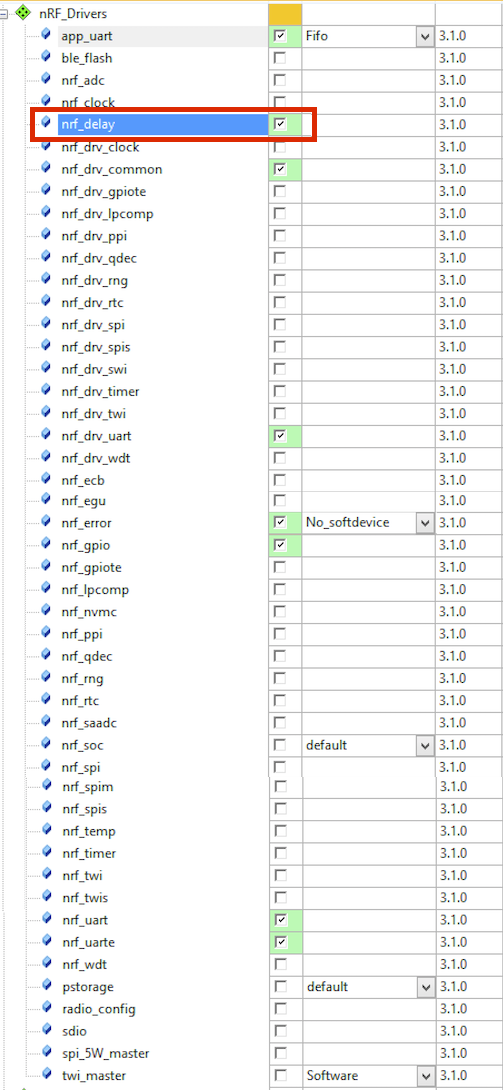 nRF_Drivers
app_uart Fifo 3.1.0
ble_flash 3.1.0
nrf_adc 3.1.0
nrf_clock 3.1.0
nrf_delay 3.1.0
nrf_drv_clock 3.1.0
nrf_drv_common 3.1.0
nrf_drv_gpiote 3.1.0
nrf_drv_lpcomp 3.1.0
nrf_drv_ppi 3.1.0
nrf_drv_qdec 3.1.0
nrf_drv_rng 3.1.0
nrf_drv_rtc 3.1.0
nrf_drv_spi 3.1.0
nrf_drv_spis 3.1.0
nrf_drv_swi 3.1.0
nrf_drv_timer 3.1.0
nrf_drv_twi 3.1.0
nrf_drv_uart 3.1.0
nrf_drv_wdt 3.1.0
nrf_ecb 3.1.0
nrf_egu 3.1.0
nrf_error No_softdevice 3.1.0
nrf_gpio 3.1.0
nrf_gpiote 3.1.0
nrf_lpcomp 3.1.0
nrf_nvmc 3.1.0
nrf_ppi 3.1.0
nrf_qdec 3.1.0
nrf_rng 3.1.0
nrf_rtc 3.1.0
nrf_saadc 3.1.0
nrf_soc default 3.1.0
nrf_spi 3.1.0
nrf_spim 3.1.0
nrf_spis 3.1.0
nrf_temp 3.1.0
nrf_timer 3.1.0
nrf_twi 3.1.0
nrf_twis 3.1.0
nrf_uart 3.1.0
nrf_uarte 3.1.0
nrf_wdt 3.1.0
pstorage default 3.1.0
radio_config 3.1.0
sdio 3.1.0
spi_5W_master 3.1.0
twi_master Software 3.1.0